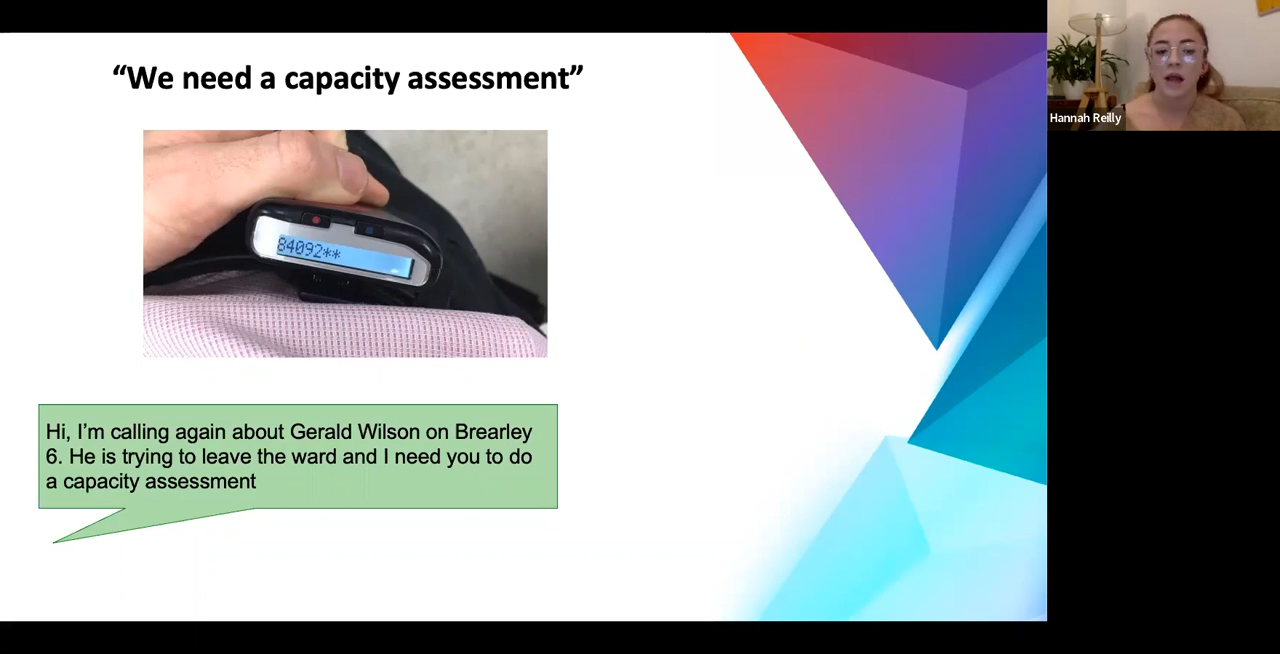 “We need a capacity assessment”
84092**
Hi, I’m calling again about Gerald Wilson on Brearley
6. He is trying to leave the ward and I need you to do
a capacity assessment
Hannah Reilly